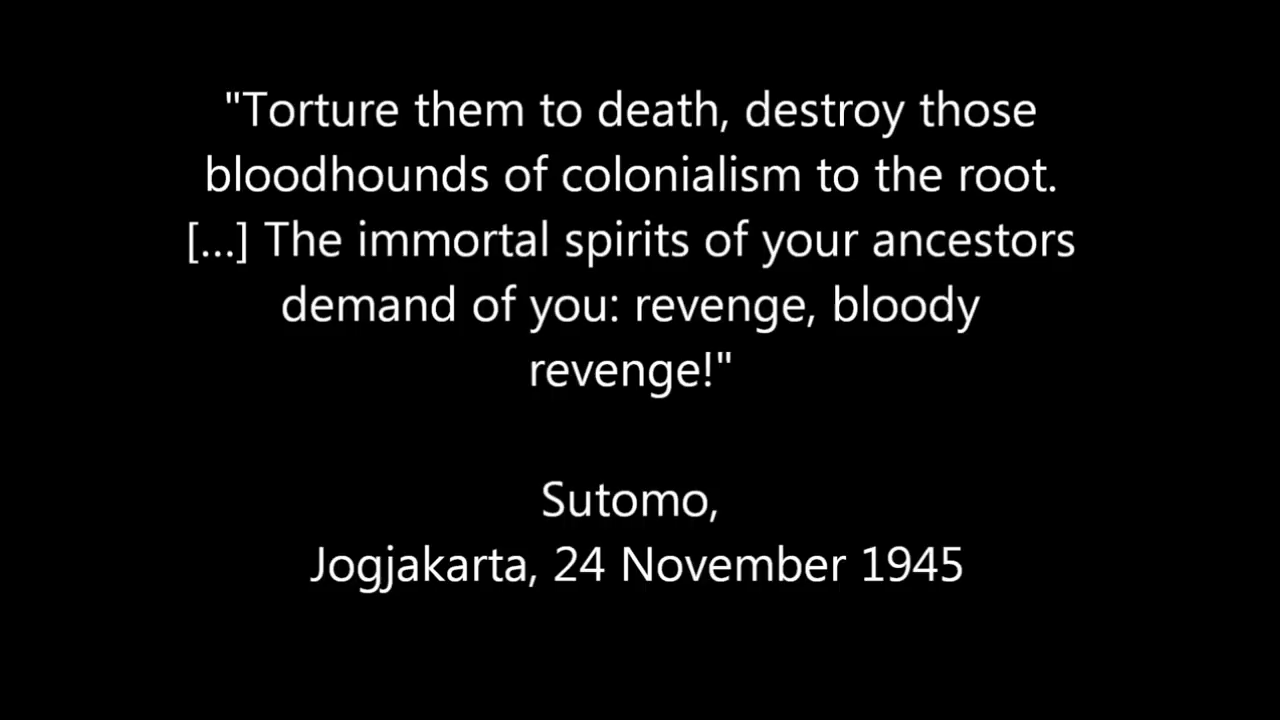 "Torture them to death, destroy those
bloodhounds of colonialism to the root.
[...] The immortal spirits of your ancestors
demand of you: revenge, bloody
revenge!"
Sutomo,
Jogjakarta, 24 November 1945